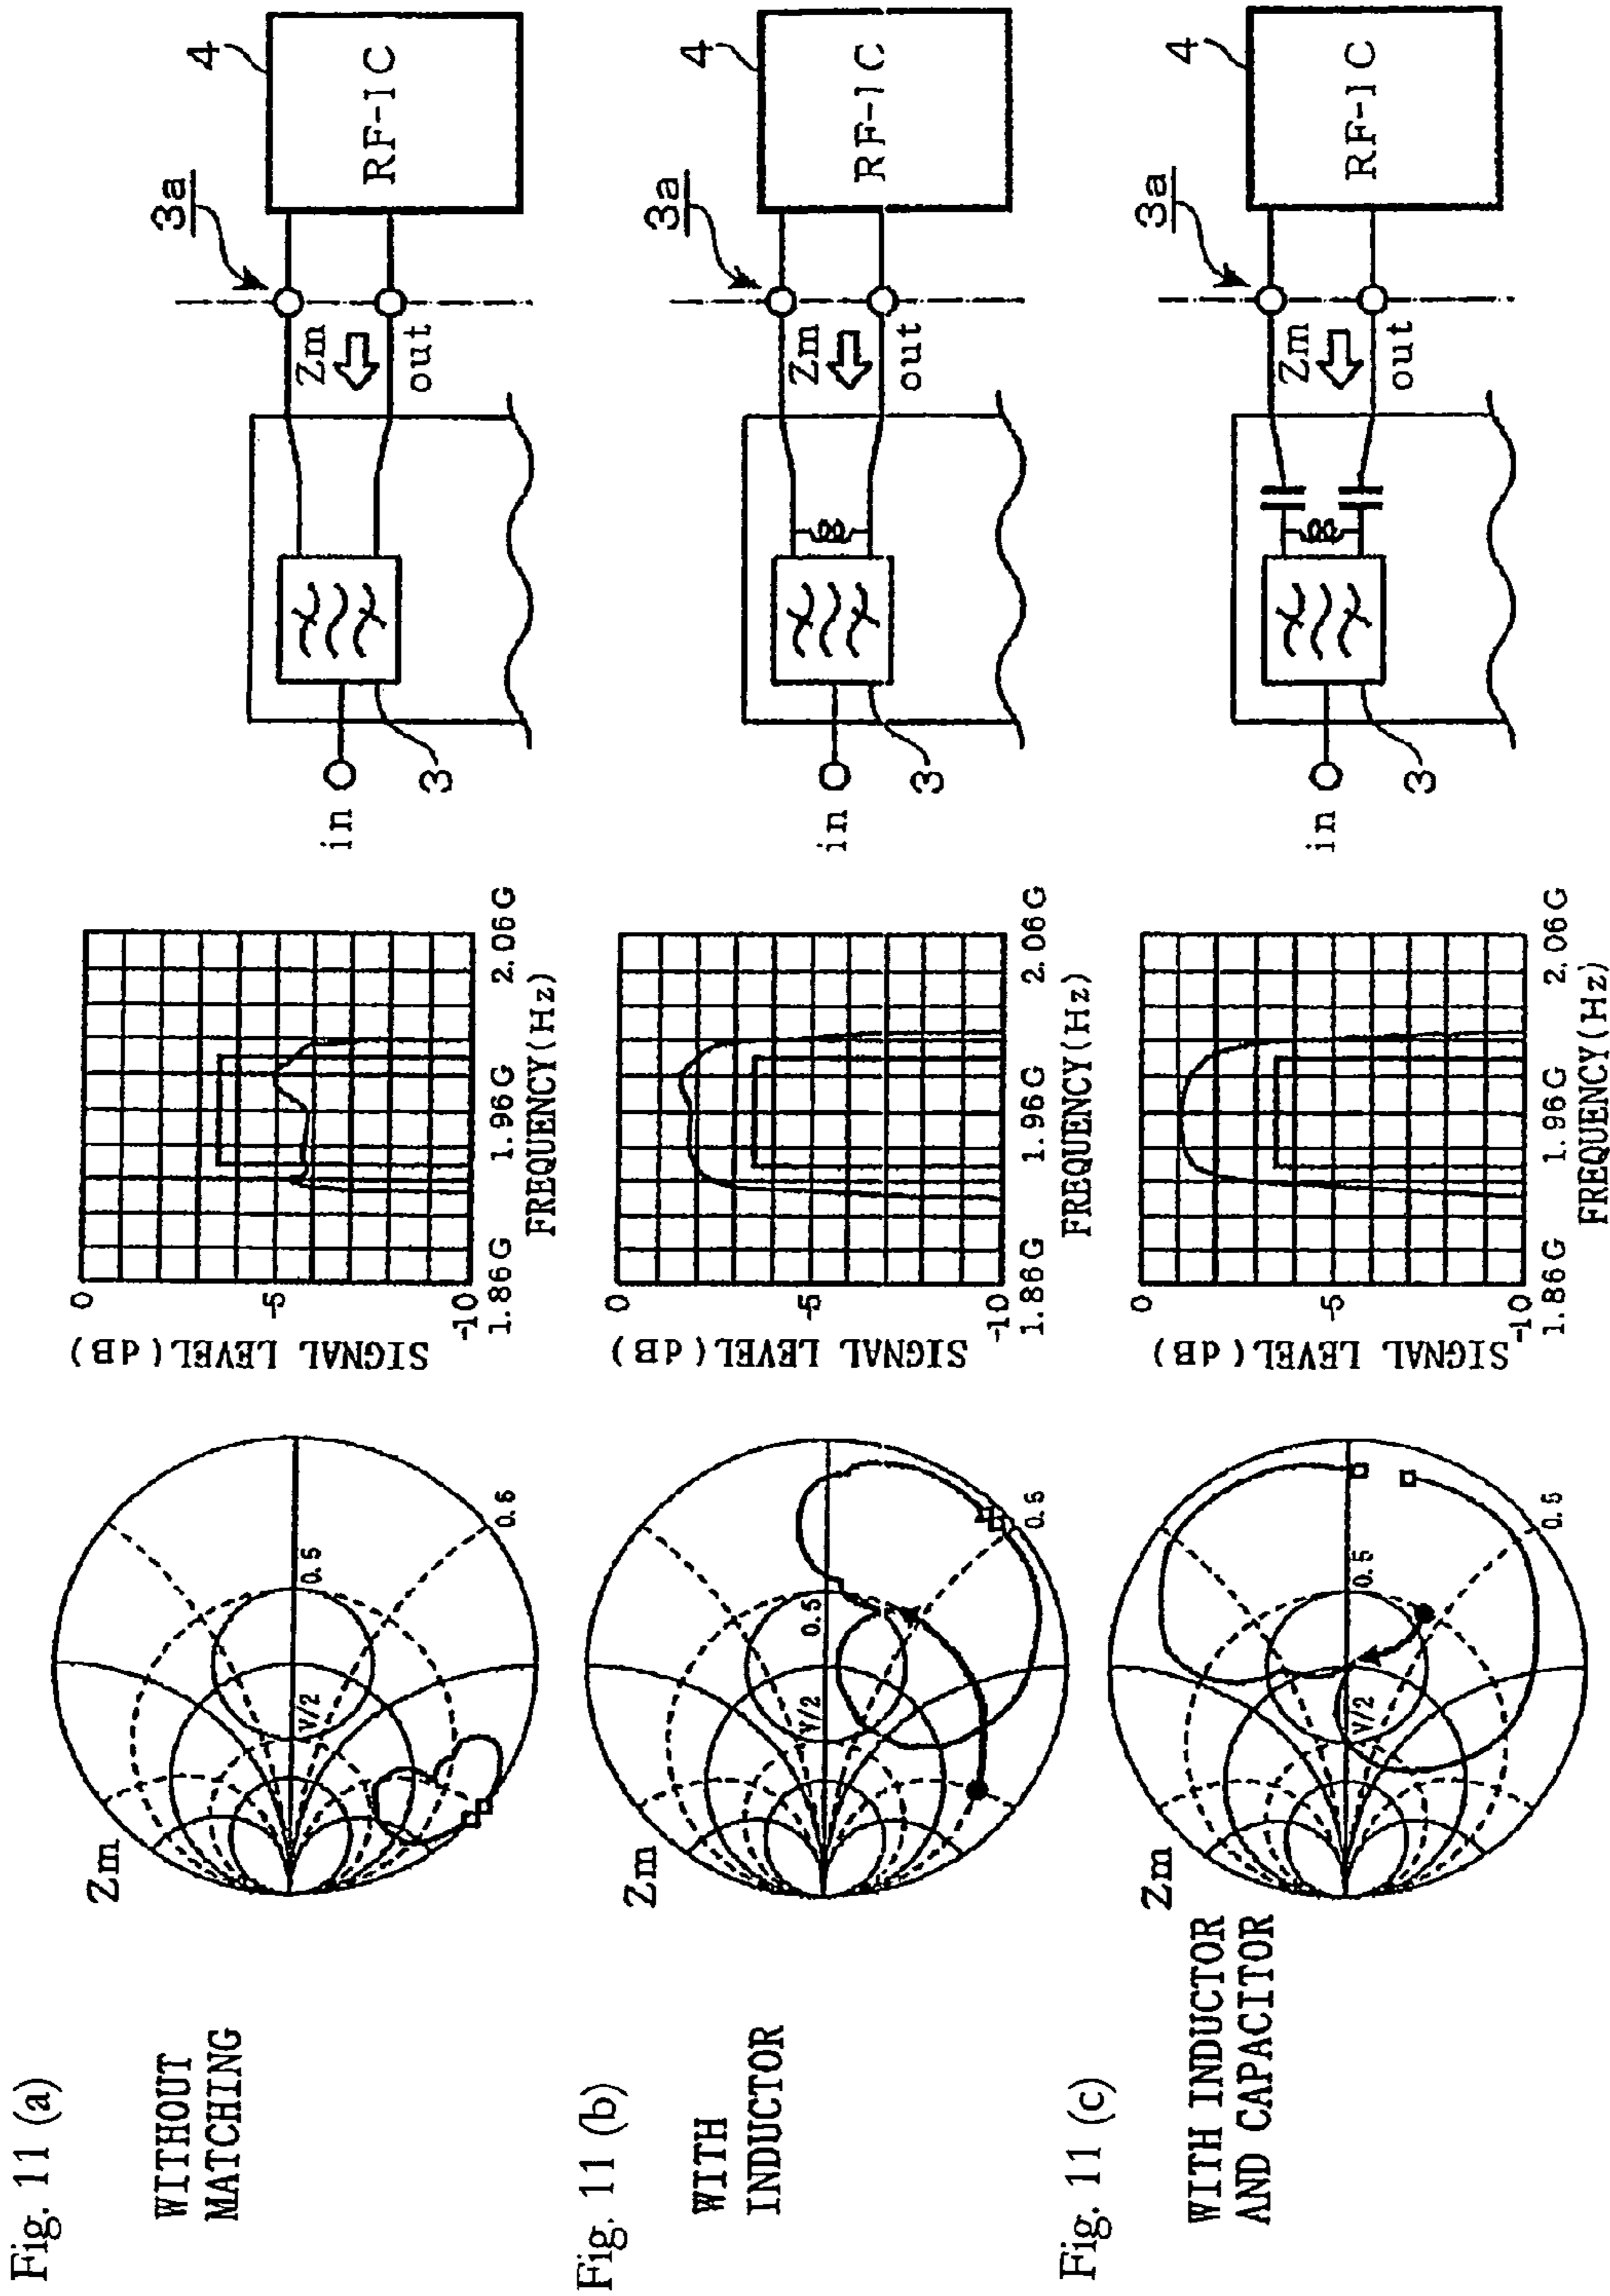 Fig. 11 (a)
WITHOUT
MATCHING
Zm
V/2
0.5
0.5
SIGNAL LEVEL(dB)
0
-5
-10
1.86G
1.96G
2.06G
FREQUENCY(Hz)
in
3
Zm
out
3a
4
RF-IC
Fig. 11 (b)
WITH
INDUCTOR
Zm
V/2
0.5
0.5
SIGNAL LEVEL(dB)
0
-5
-10
1.86G
1.96G
2.06G
FREQUENCY(Hz)
in
3
Zm
out
3a
4
RF-IC
Fig. 11 (c)
WITH INDUCTOR
AND CAPACITOR
Zm
V/2
0.5
0.5
SIGNAL LEVEL(dB)
0
-5
-10
1.86G
1.96G
2.06G
FREQUENCY(Hz)
in
3
Zm
out
3a
4
RF-IC